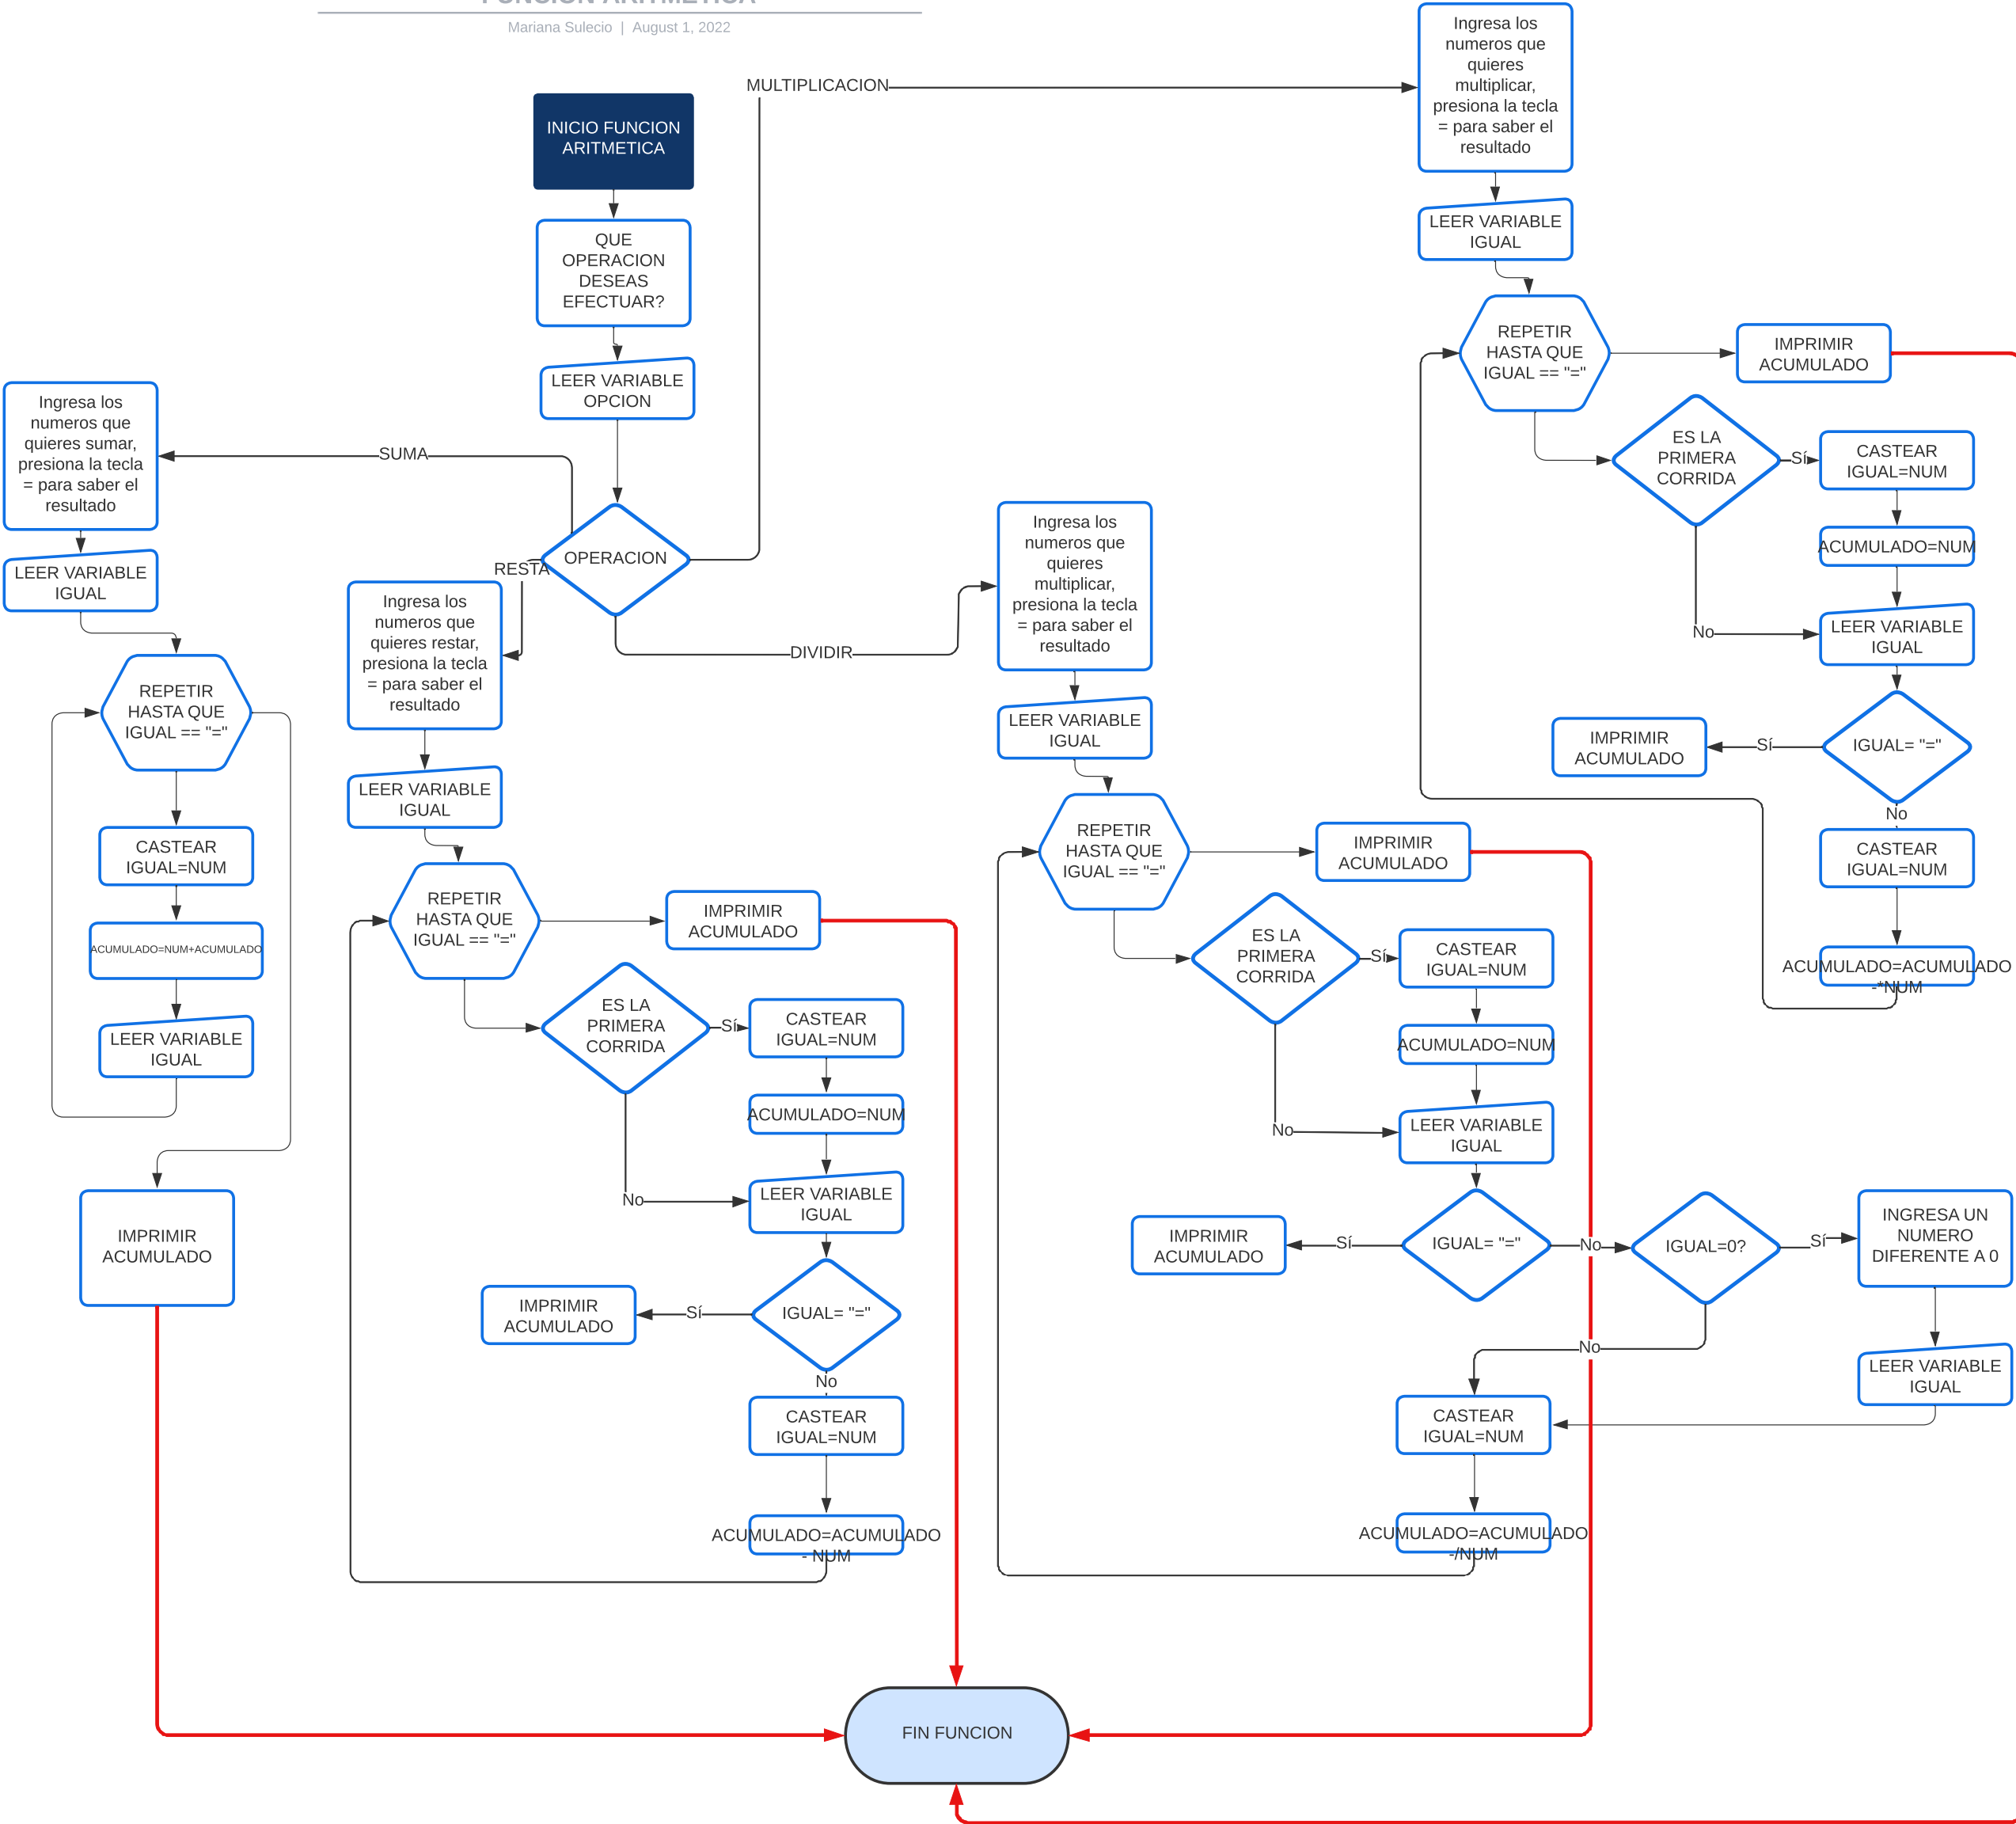 FUNCION ARITMETICA
Mariana Sulecio | August 1, 2022
INICIO FUNCION
ARITMETICA
QUE
OPERACION
DESEAS
EFECTUAR?
LEER VARIABLE
OPCION
OPERACION
SUMA
RESTA
MULTIPLICACION
DIVIDIR
Ingresa los
numeros que
quieres sumar,
presiona la tecla
= para saber el
resultado
LEER VARIABLE
IGUAL
REPETIR
HASTA QUE
IGUAL == "="
CASTEAR
IGUAL=NUM
ACUMULADO=NUM+ACUMULADO
LEER VARIABLE
IGUAL
IMPRIMIR
ACUMULADO
Ingresa los
numeros que
quieres restar,
presiona la tecla
= para saber el
resultado
LEER VARIABLE
IGUAL
REPETIR
HASTA QUE
IGUAL == "="
IMPRIMIR
ACUMULADO
ES LA
PRIMERA
CORRIDA
Sí
CASTEAR
IGUAL=NUM
ACUMULADO=NUM
No
LEER VARIABLE
IGUAL
IGUAL= "="
Sí
IMPRIMIR
ACUMULADO
No
CASTEAR
IGUAL=NUM
ACUMULADO=ACUMULADO
- NUM
Ingresa los
numeros que
quieres
multiplicar,
presiona la tecla
= para saber el
resultado
LEER VARIABLE
IGUAL
REPETIR
HASTA QUE
IGUAL == "="
IMPRIMIR
ACUMULADO
ES LA
PRIMERA
CORRIDA
Sí
CASTEAR
IGUAL=NUM
ACUMULADO=NUM
No
LEER VARIABLE
IGUAL
IGUAL= "="
Sí
IMPRIMIR
ACUMULADO
No
IGUAL=0?
Sí
INGRESA UN
NUMERO
DIFERENTE A 0
LEER VARIABLE
IGUAL
No
CASTEAR
IGUAL=NUM
ACUMULADO=ACUMULADO
-/NUM
Ingresa los
numeros que
quieres
multiplicar,
presiona la tecla
= para saber el
resultado
LEER VARIABLE
IGUAL
REPETIR
HASTA QUE
IGUAL == "="
IMPRIMIR
ACUMULADO
ES LA
PRIMERA
CORRIDA
Sí
CASTEAR
IGUAL=NUM
ACUMULADO=NUM
No
LEER VARIABLE
IGUAL
IGUAL= "="
Sí
IMPRIMIR
ACUMULADO
No
CASTEAR
IGUAL=NUM
ACUMULADO=ACUMULADO
-*NUM
FIN FUNCION